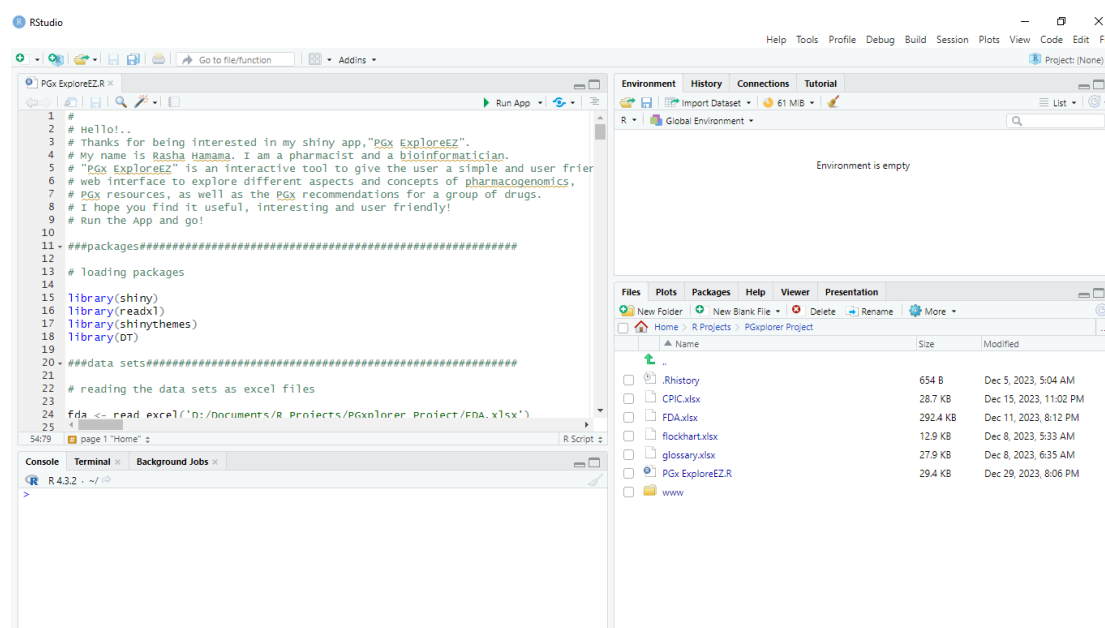 RStudio
Help Tools Profile Debug Build Session Plots View Code Edit F
Go to file/function Addins
Project: (None)
PGx ExploreEZ.R
Run App
1 #
2 # Hello!..
3 # Thanks for being interested in my shiny app,"PGx ExploreEZ".
4 # My name is Rasha Hamama. I am a pharmacist and a bioinformatician.
5 # "PGx ExploreEZ" is an interactive tool to give the user a simple and user frier
6 # web interface to explore different aspects and concepts of pharmacogenomics,
7 # PGx resources, as well as the PGx recommendations for a group of drugs.
8 # I hope you find it useful, interesting and user friendly!
9 # Run the App and go!
10
11 ###packages##########################################################
12
13 # loading packages
14
15 library(shiny)
16 library(readxl)
17 library(shinythemes)
18 library(DT)
19
20 ###data sets#########################################################
21
22 # reading the data sets as excel files
23
24 fda <- read_excel('D:/Documents/R Projects/PGxplorer Project/FDA.xlsx')
25
54:79 page 1 "Home" R Script
Console Terminal Background Jobs
R 4.3.2 · ~/
>
Environment History Connections Tutorial
Import Dataset 61 MiB List
R Global Environment
Environment is empty
Files Plots Packages Help Viewer Presentation
New Folder New Blank File Delete Rename More
Home R Projects PGxplorer Project ...
Name Size Modified
..
.Rhistory 654 B Dec 5, 2023, 5:04 AM
CPIC.xlsx 28.7 KB Dec 15, 2023, 11:02 PM
FDA.xlsx 292.4 KB Dec 11, 2023, 8:12 PM
flockhart.xlsx 12.9 KB Dec 8, 2023, 5:33 AM
glossary.xlsx 27.9 KB Dec 8, 2023, 6:35 AM
PGx ExploreEZ.R 29.4 KB Dec 29, 2023, 8:06 PM
www